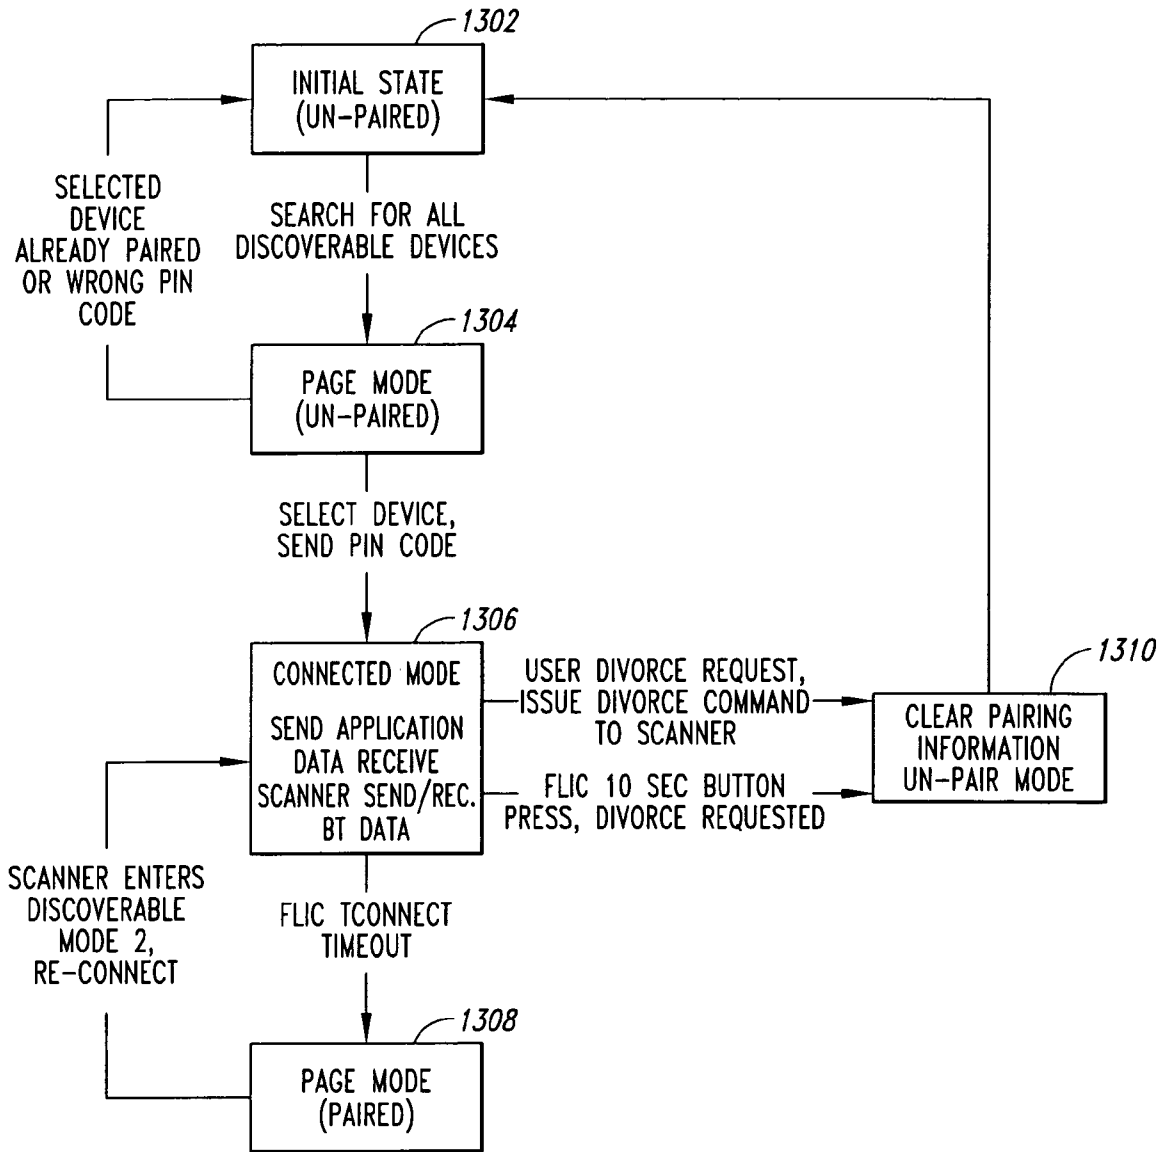 1302
INITIAL STATE
(UN-PAIRED)
SELECTED
DEVICE
ALREADY PAIRED
OR WRONG PIN
CODE
SEARCH FOR ALL
DISCOVERABLE DEVICES
1304
PAGE MODE
(UN-PAIRED)
SELECT DEVICE,
SEND PIN CODE
1306
CONNECTED MODE
SEND APPLICATION
DATA RECEIVE
SCANNER SEND/REC.
BT DATA
USER DIVORCE REQUEST,
ISSUE DIVORCE COMMAND
TO SCANNER
FLIC 10 SEC BUTTON
PRESS, DIVORCE REQUESTED
1310
CLEAR PAIRING
INFORMATION
UN-PAIR MODE
SCANNER ENTERS
DISCOVERABLE
MODE 2,
RE-CONNECT
FLIC TCONNECT
TIMEOUT
1308
PAGE MODE
(PAIRED)